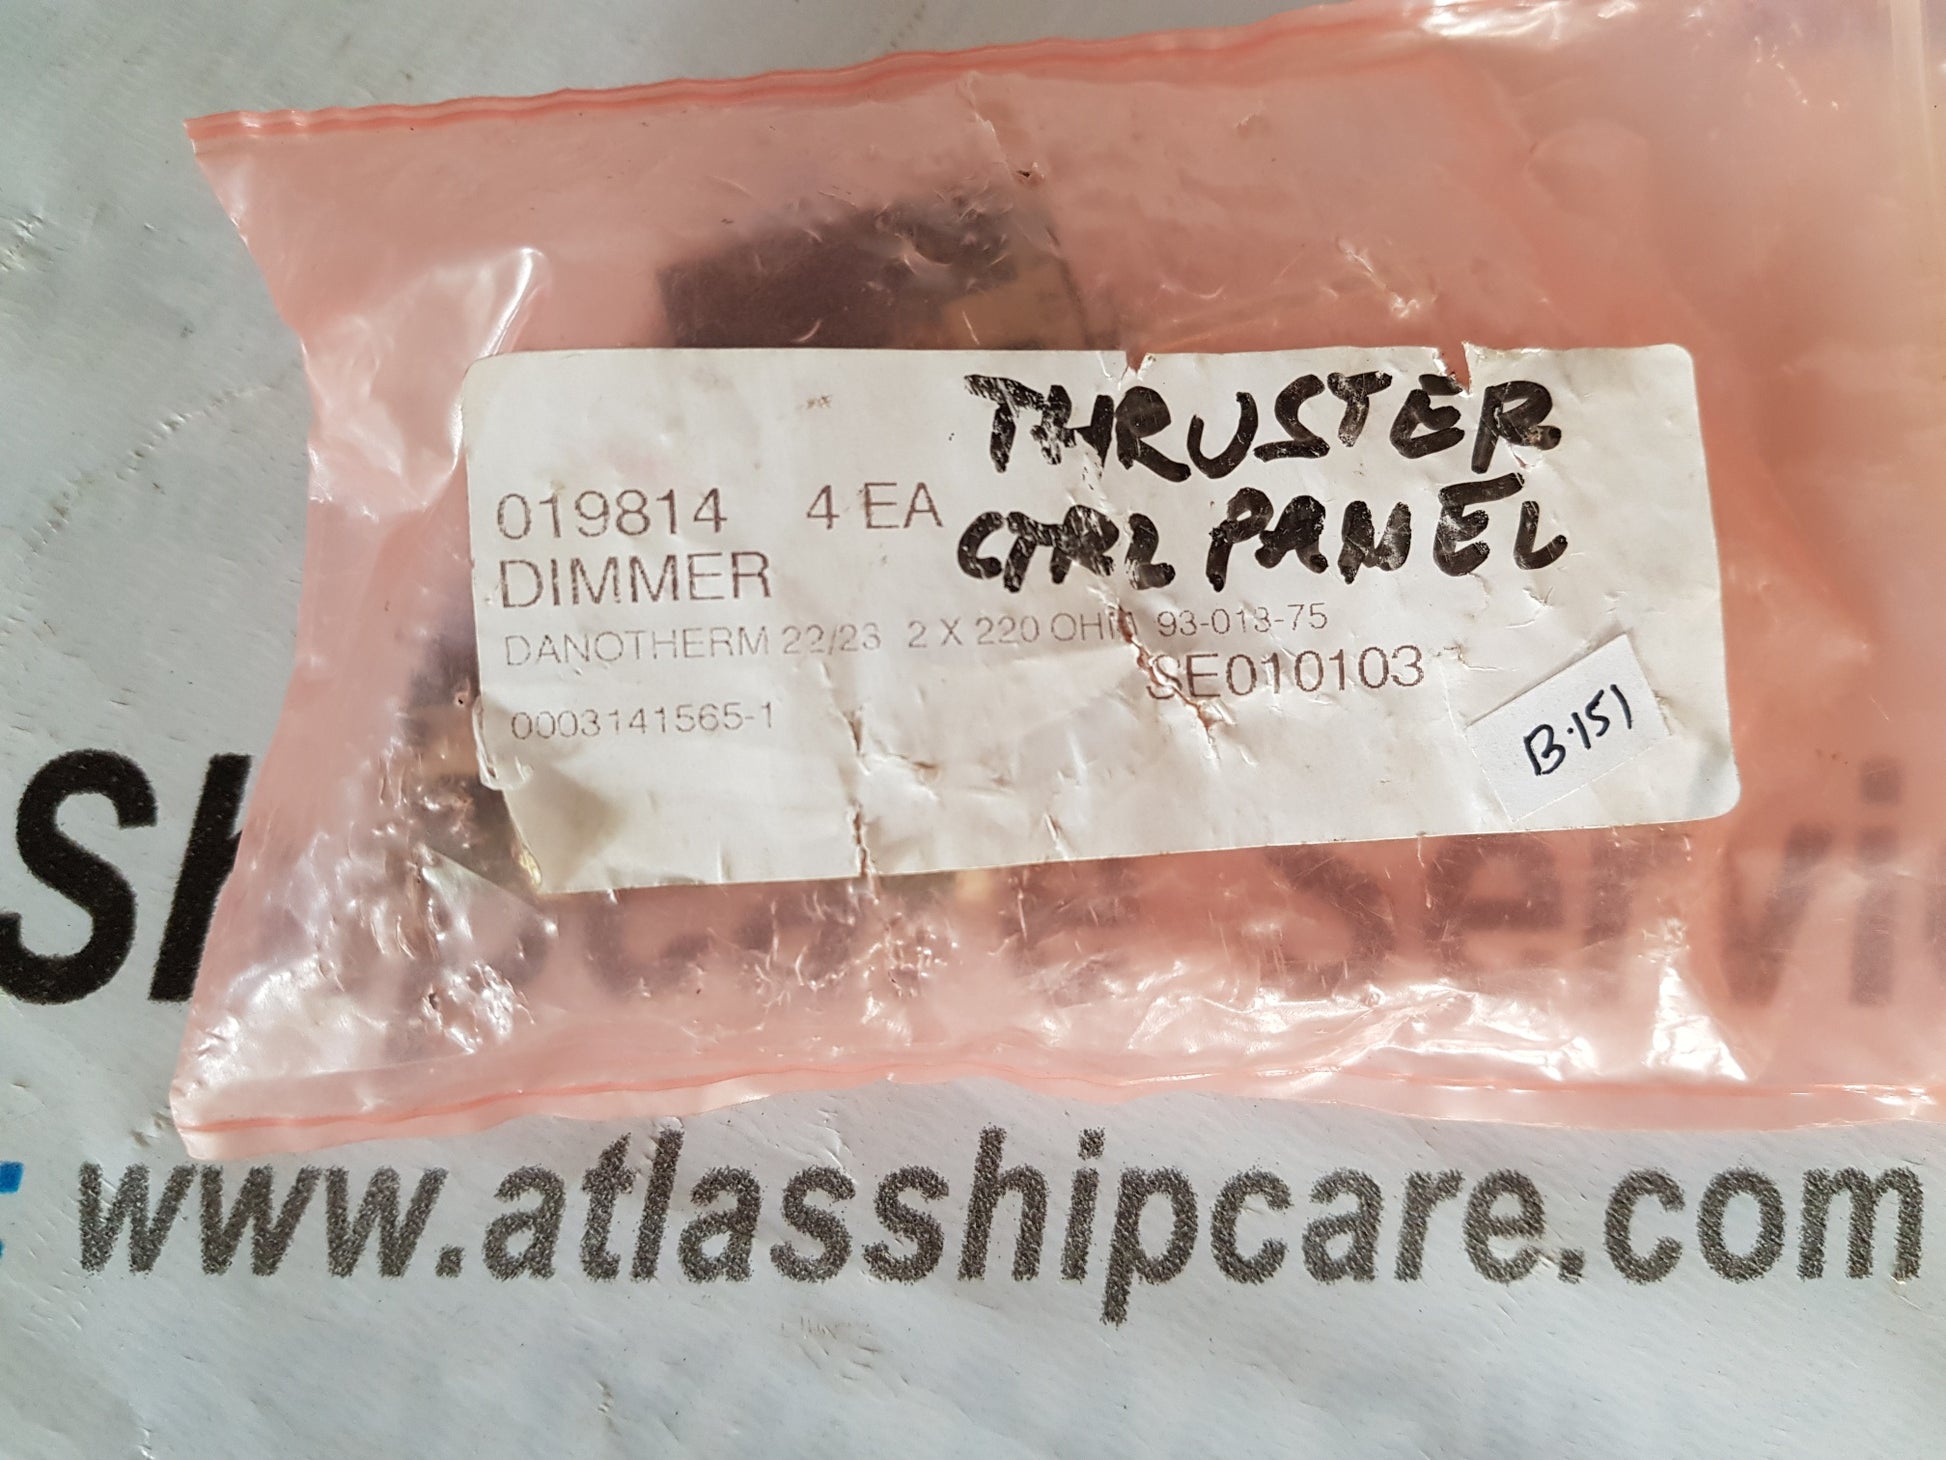 THRUSTER
CTRL PANEL
019814 4 EA
DIMMER
DANOTHERM 22/23 2 X 220 OHM 93-013-75
SE010103
0003141565-1
B.151
Servi
www.atlasshipcare.com